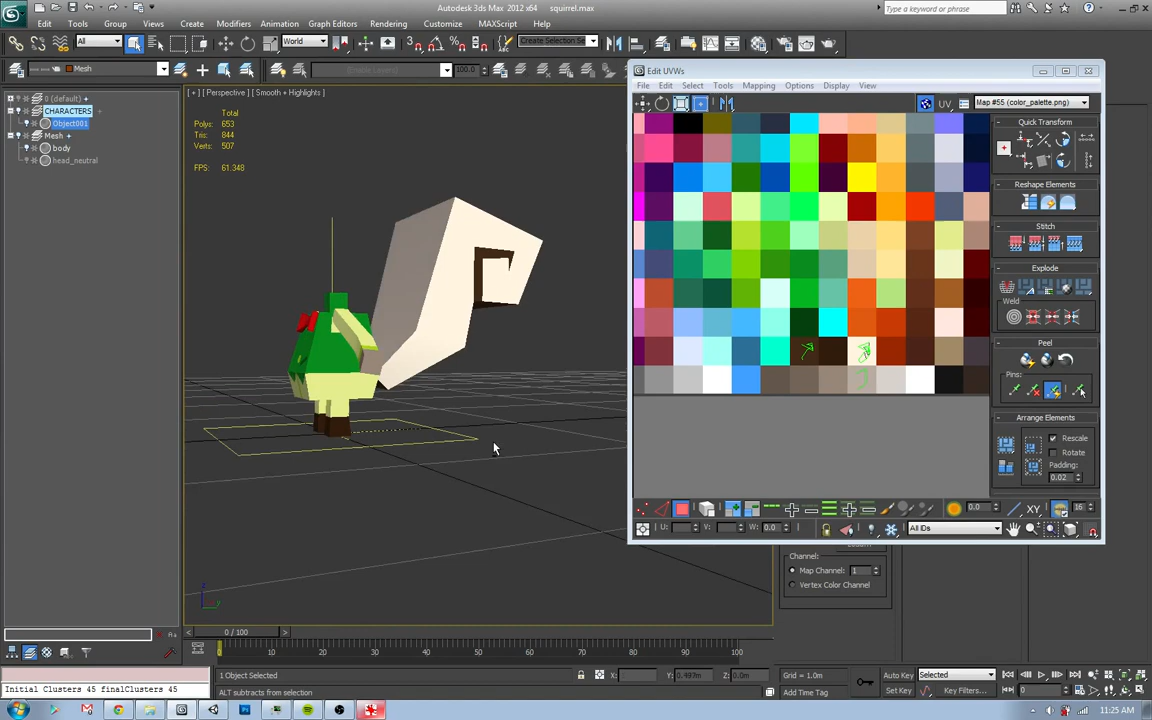 Autodesk 3ds Max 2012 x64 squirrel.max
Type a keyword or phrase
Edit Tools Group Views Create Modifiers Animation Graph Editors Rendering Customize MAXScript Help
All World Create Selection Se
Mesh 100.0
0 (default)
CHARACTERS
Object001
Mesh
body
head_neutral
[ + ] [ Perspective ] [ Smooth + Highlights ]
Total
Polys: 653
Tris: 844
Verts: 507
FPS: 61.348
Edit UVWs
File Edit Select Tools Mapping Options Display View
UV Map #55 (color_palette.png)
Quick Transform
Reshape Elements
Stitch
Explode
Weld
Peel
Pins:
Arrange Elements
Rescale
Rotate
Padding:
0.02
0.0 XY 16
U: V: W: 0.0 All IDs
Channel:
Map Channel: 1
Vertex Color Channel
0 / 100
0 10 20 30 40 50 60 70 80 90 100
1 Object Selected X: Y: 0.497m Z: 0.0m Grid = 1.0m Auto Key Selected
Initial Clusters 45 finalClusters 45 ALT subtracts from selection Add Time Tag Set Key Key Filters... 0
11:25 AM